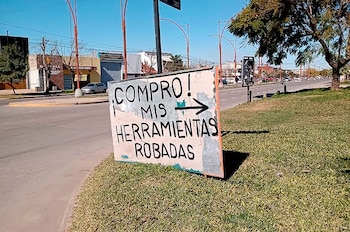 ¡COMPRO!
MIS
HERRAMIENTAS
ROBADAS